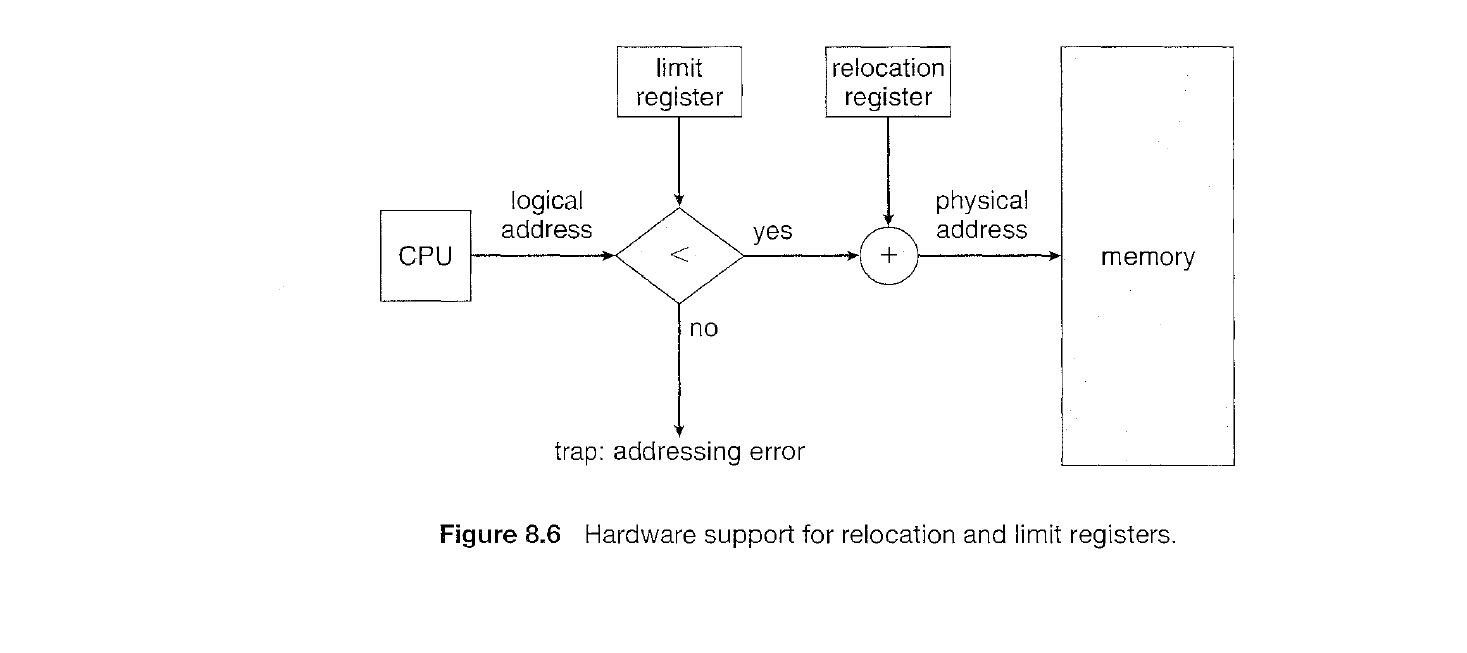 limit
register
relocation
register
logical
address
CPU
<
yes
+
physical
address
memory
no
trap: addressing error
Figure 8.6 Hardware support for relocation and limit registers.